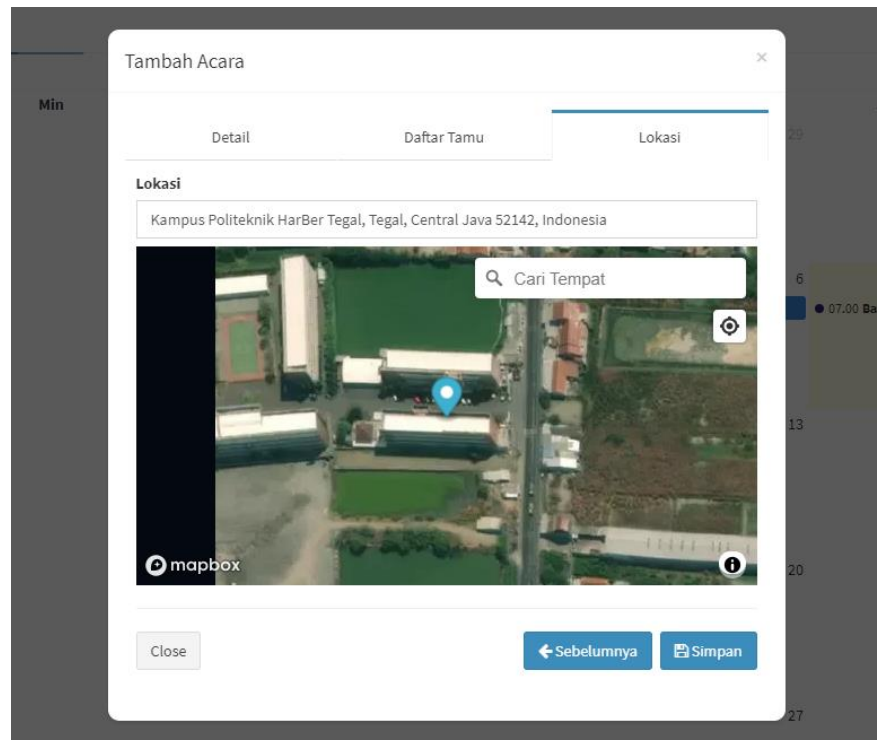 Tambah Acara
×
Min
Detail
Daftar Tamu
Lokasi
29
Lokasi
Kampus Politeknik HarBer Tegal, Tegal, Central Java 52142, Indonesia
Cari Tempat
6
07.00 Ba
13
mapbox
20
Close
Sebelumnya
Simpan
27